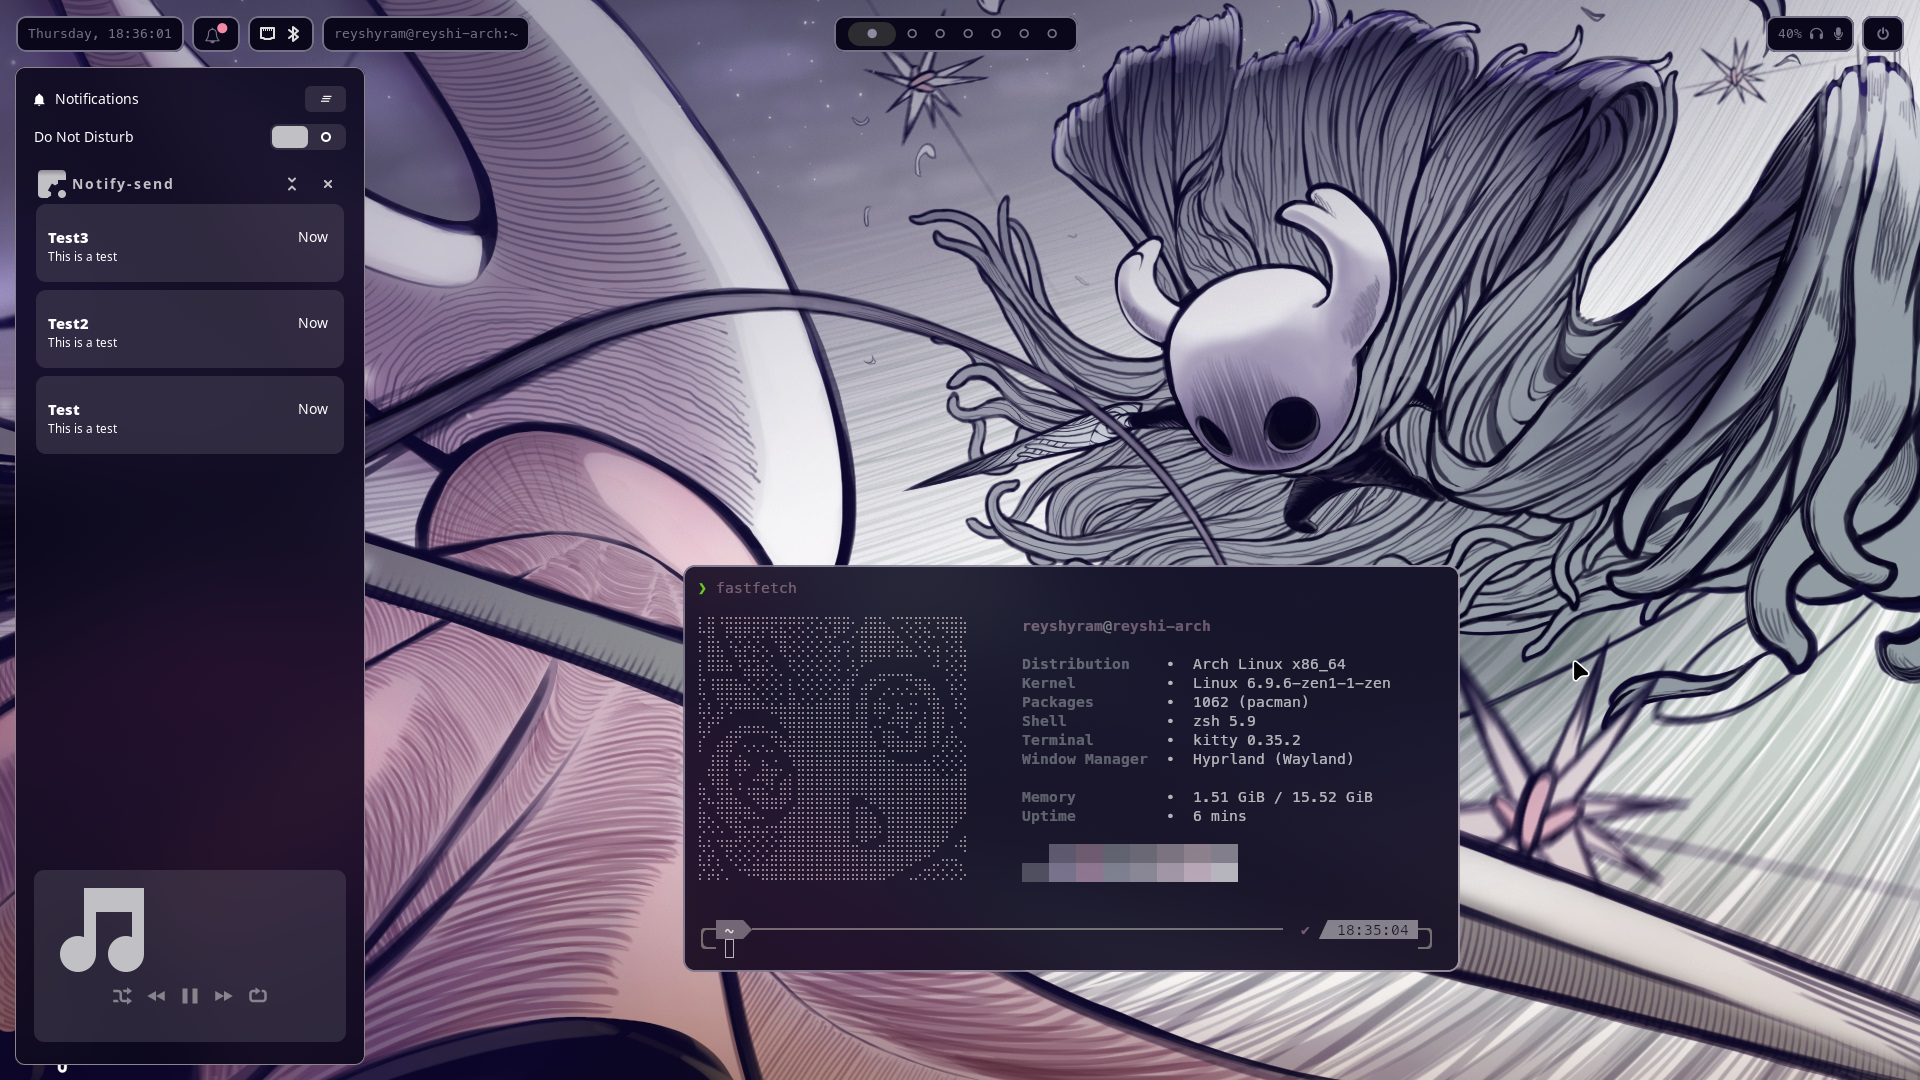 Thursday, 18:36:01
reyshyram@reyshi-arch:~
40%
Notifications
Do Not Disturb
Notify-send
Test3 Now
This is a test
Test2 Now
This is a test
Test Now
This is a test
❯ fastfetch
reyshyram@reyshi-arch
Distribution • Arch Linux x86_64
Kernel • Linux 6.9.6-zen1-1-zen
Packages • 1062 (pacman)
Shell • zsh 5.9
Terminal • kitty 0.35.2
Window Manager • Hyprland (Wayland)
Memory • 1.51 GiB / 15.52 GiB
Uptime • 6 mins
~ ✔ 18:35:04